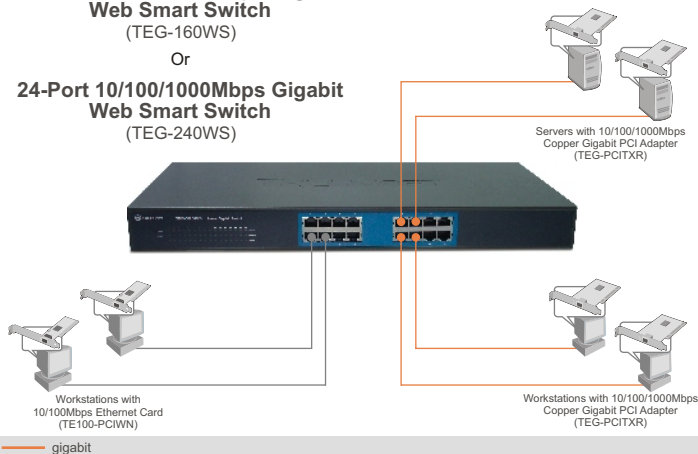 Web Smart Switch
(TEG-160WS)
Or
24-Port 10/100/1000Mbps Gigabit
Web Smart Switch
(TEG-240WS)
Servers with 10/100/1000Mbps
Copper Gigabit PCI Adapter
(TEG-PCITXR)
Workstations with
10/100Mbps Ethernet Card
(TE100-PCIWN)
Workstations with 10/100/1000Mbps
Copper Gigabit PCI Adapter
(TEG-PCITXR)
gigabit